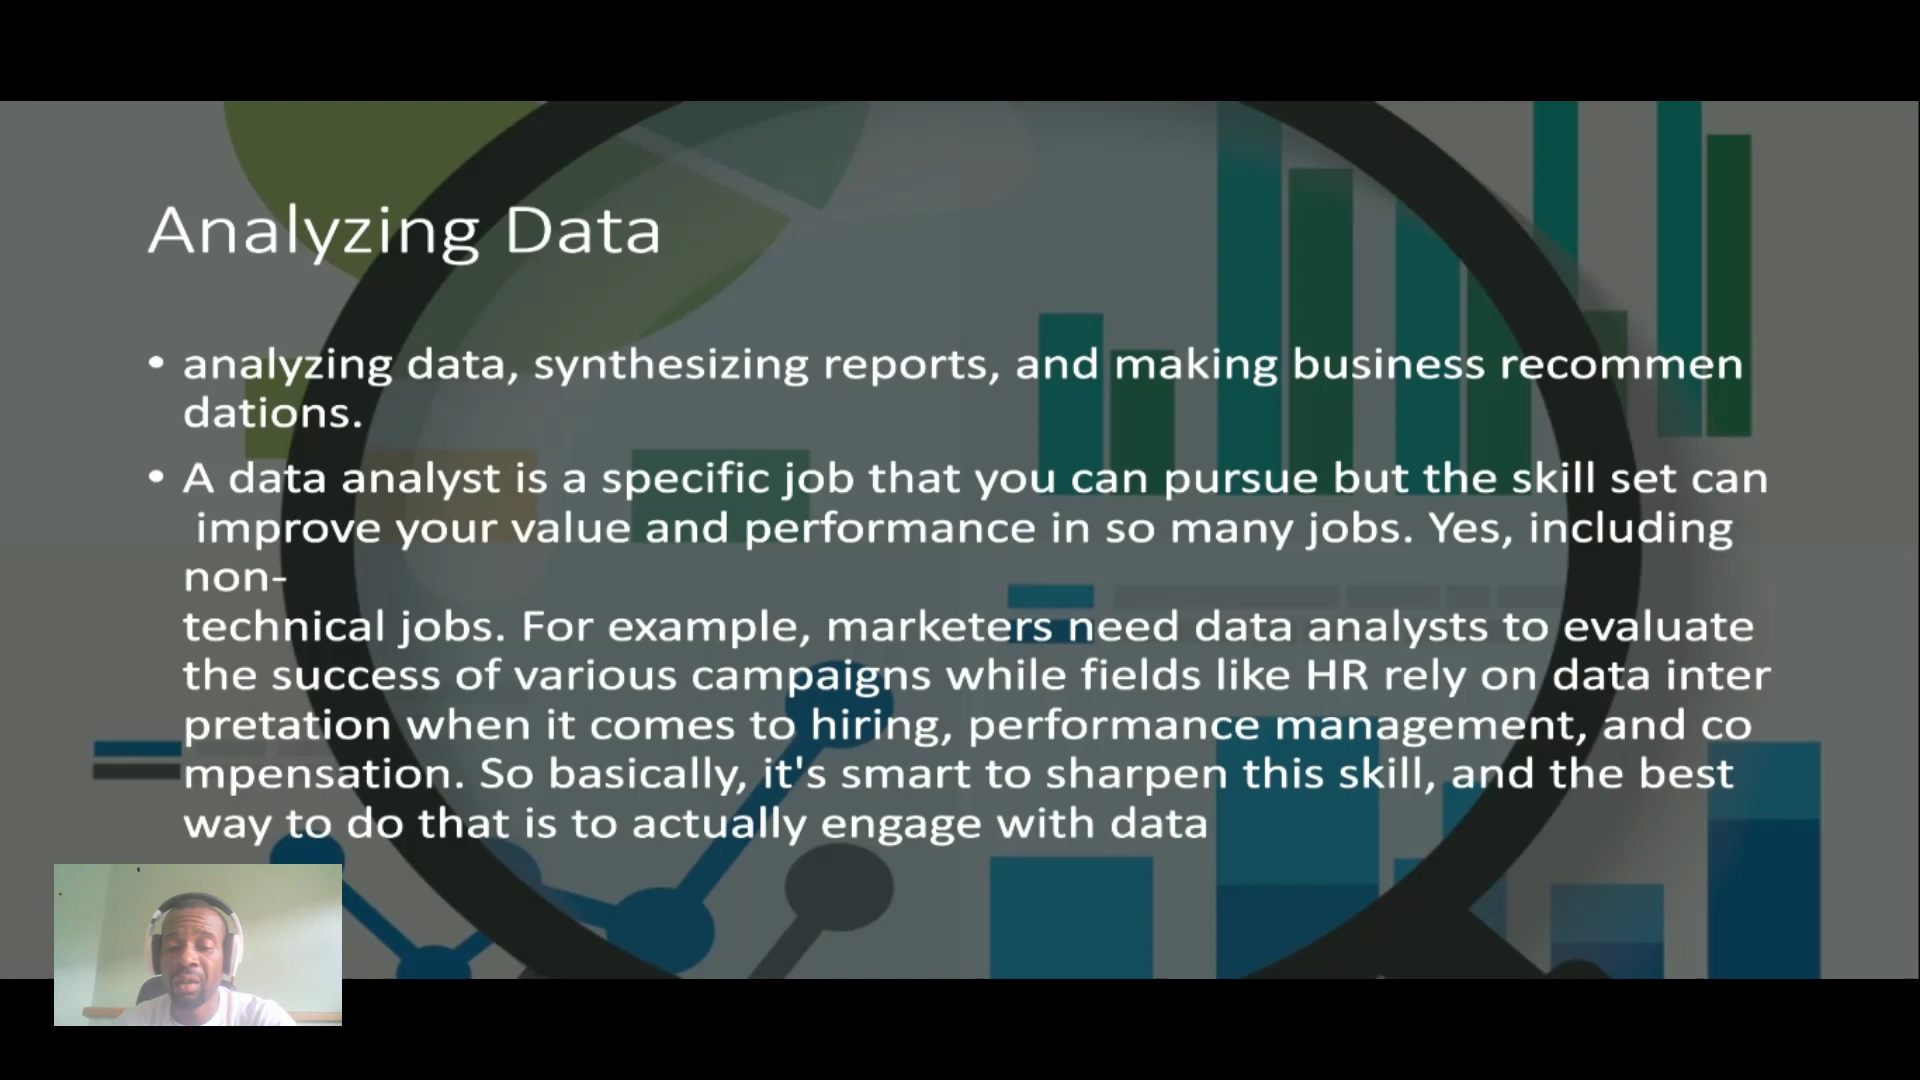 Analyzing Data
• analyzing data, synthesizing reports, and making business recommen
dations.
• A data analyst is a specific job that you can pursue but the skill set can
improve your value and performance in so many jobs. Yes, including
non-
technical jobs. For example, marketers need data analysts to evaluate
the success of various campaigns while fields like HR rely on data inter
pretation when it comes to hiring, performance management, and co
mpensation. So basically, it's smart to sharpen this skill, and the best
way to do that is to actually engage with data